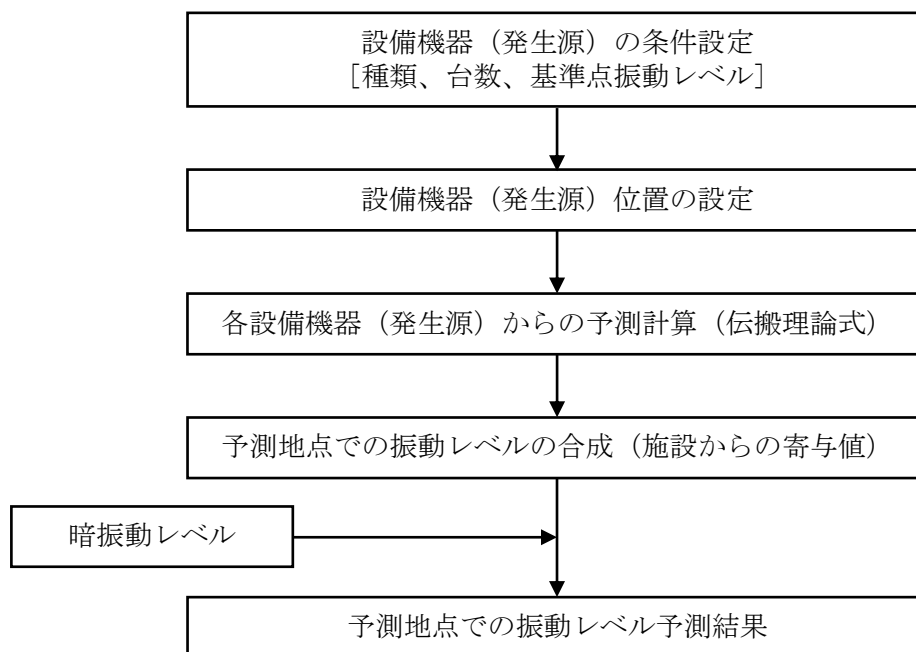 設備機器（発生源）の条件設定
［種類、台数、基準点振動レベル］
設備機器（発生源）位置の設定
各設備機器（発生源）からの予測計算（伝搬理論式）
予測地点での振動レベルの合成（施設からの寄与値）
暗振動レベル
予測地点での振動レベル予測結果